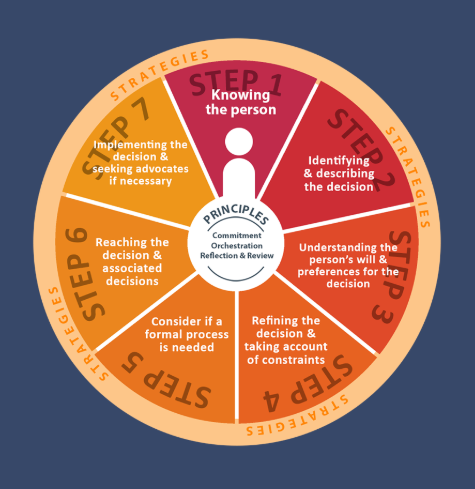 STRATEGIES
STEP 1
Knowing
the person
STRATEGIES
STEP 2
Identifying
& describing
the decision
STEP 3
Understanding the
person's will &
preferences for the
decision
STRATEGIES
STEP 4
Refining the
decision &
taking account
of constraints
STEP 5
Consider if a
formal process
is needed
STRATEGIES
STEP 6
Reaching the
decision &
associated
decisions
STEP 7
Implementing the
decision &
seeking advocates
if necessary
PRINCIPLES
Commitment
Orchestration
Reflection & Review